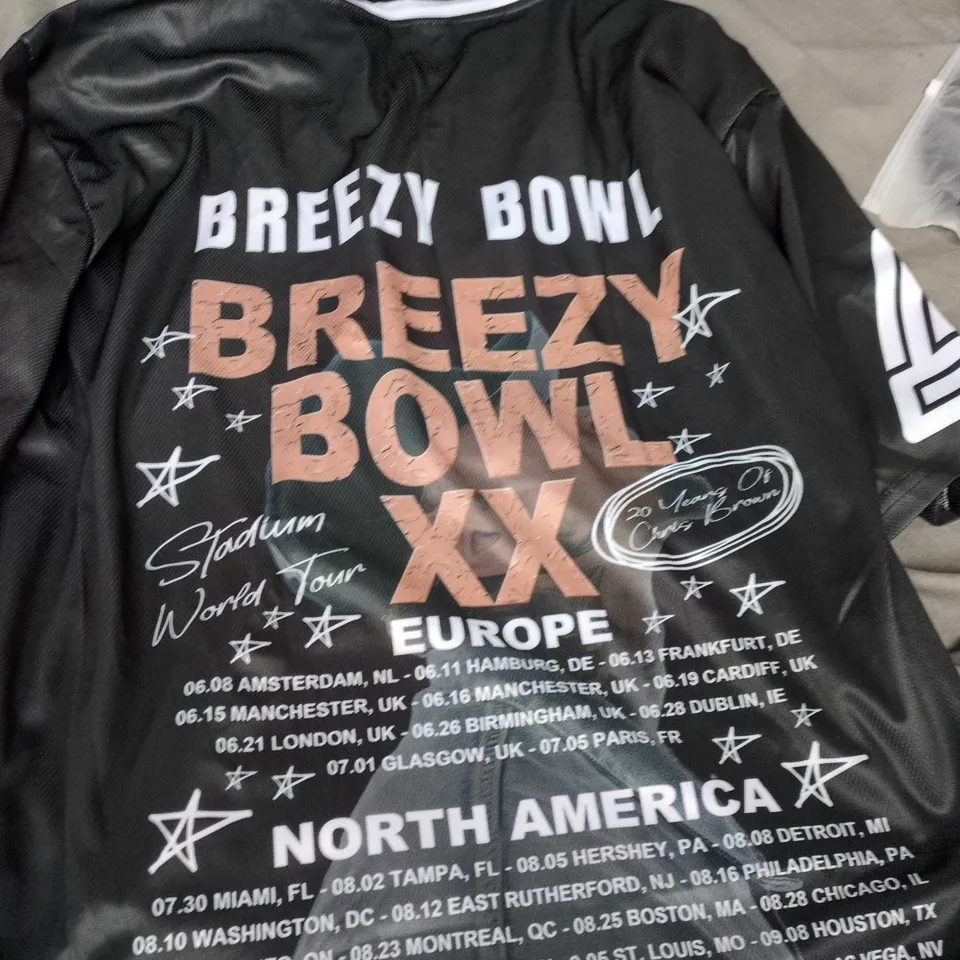 BREEZY BOWL
BREEZY
BOWL
XX
20 Years Of
Chris Brown
Stadium
World Tour
EUROPE
06.08 AMSTERDAM, NL - 06.11 HAMBURG, DE - 06.13 FRANKFURT, DE
06.15 MANCHESTER, UK - 06.16 MANCHESTER, UK - 06.19 CARDIFF, UK
06.21 LONDON, UK - 06.26 BIRMINGHAM, UK - 06.28 DUBLIN, IE
07.01 GLASGOW, UK - 07.05 PARIS, FR
NORTH AMERICA
07.30 MIAMI, FL - 08.02 TAMPA, FL - 08.05 HERSHEY, PA - 08.08 DETROIT, MI
08.10 WASHINGTON, DC - 08.12 EAST RUTHERFORD, NJ - 08.16 PHILADELPHIA, PA
ON - 08.23 MONTREAL, QC - 08.25 BOSTON, MA - 08.28 CHICAGO, IL
ST. LOUIS, MO - 09.08 HOUSTON, TX
VEGA, NV